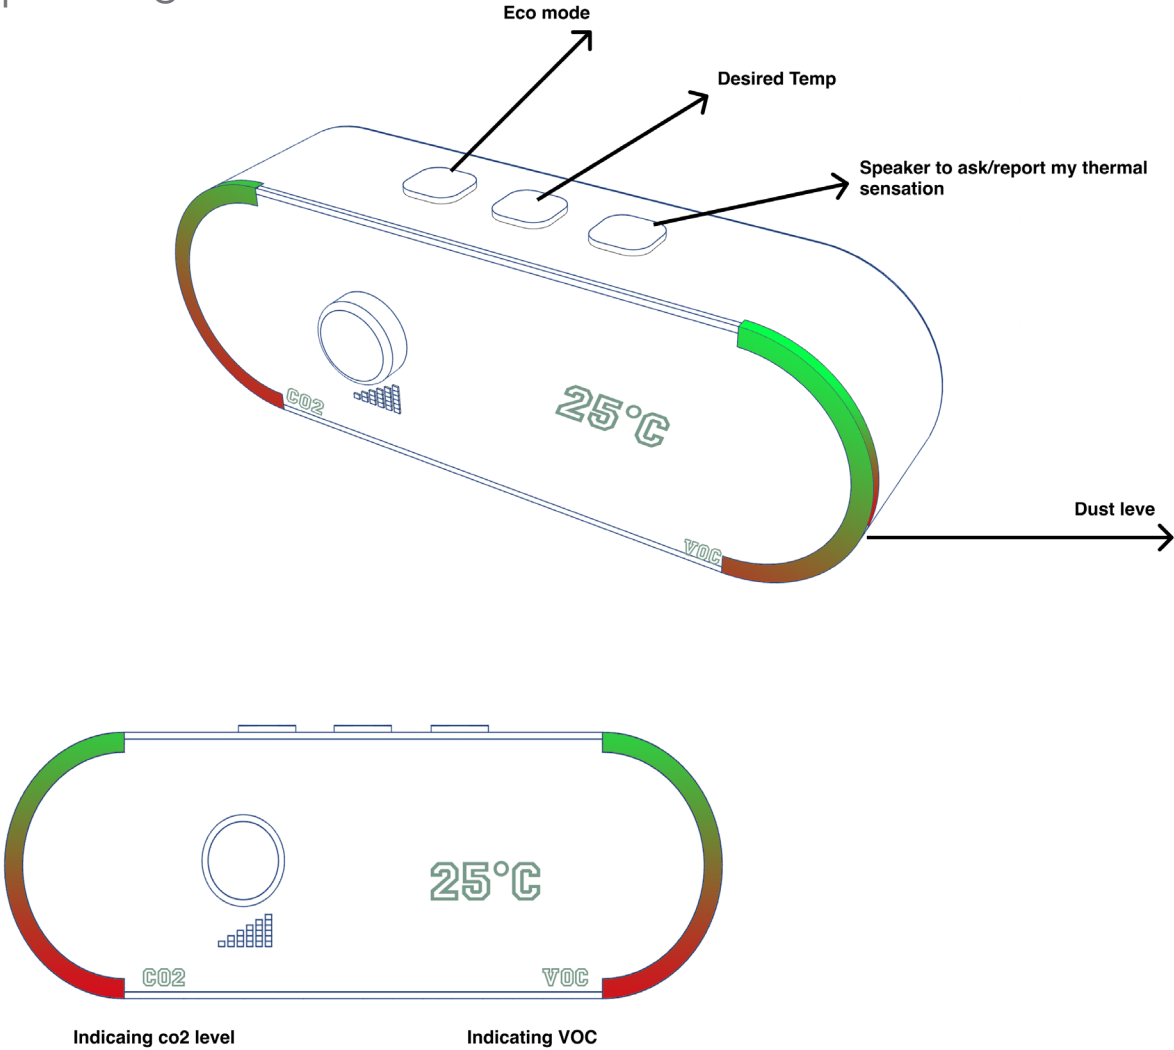 Eco mode
Desired Temp
Speaker to ask/report my thermal
sensation
CO2
25°C
Dust leve
VOC
25°C
CO2
VOC
Indicaing co2 level
Indicating VOC